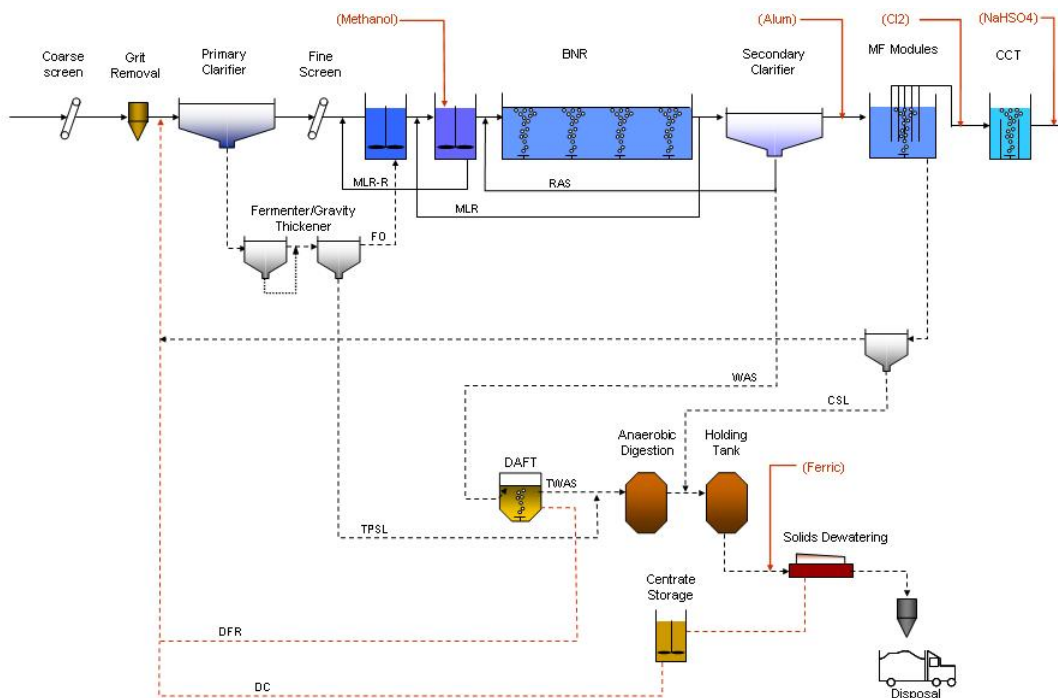 (Methanol)
(Alum)
(Cl2)
(NaHSO4)
Coarse
screen
Grit
Removal
Primary
Clarifier
Fine
Screen
BNR
Secondary
Clarifier
MF Modules
CCT
MLR-R
RAS
MLR
Fermenter/Gravity
Thickener
FO
WAS
CSL
Anaerobic
Digestion
Holding
Tank
DAFT
TWAS
(Ferric)
TPSL
Solids Dewatering
Centrate
Storage
DFR
DC
Disposal